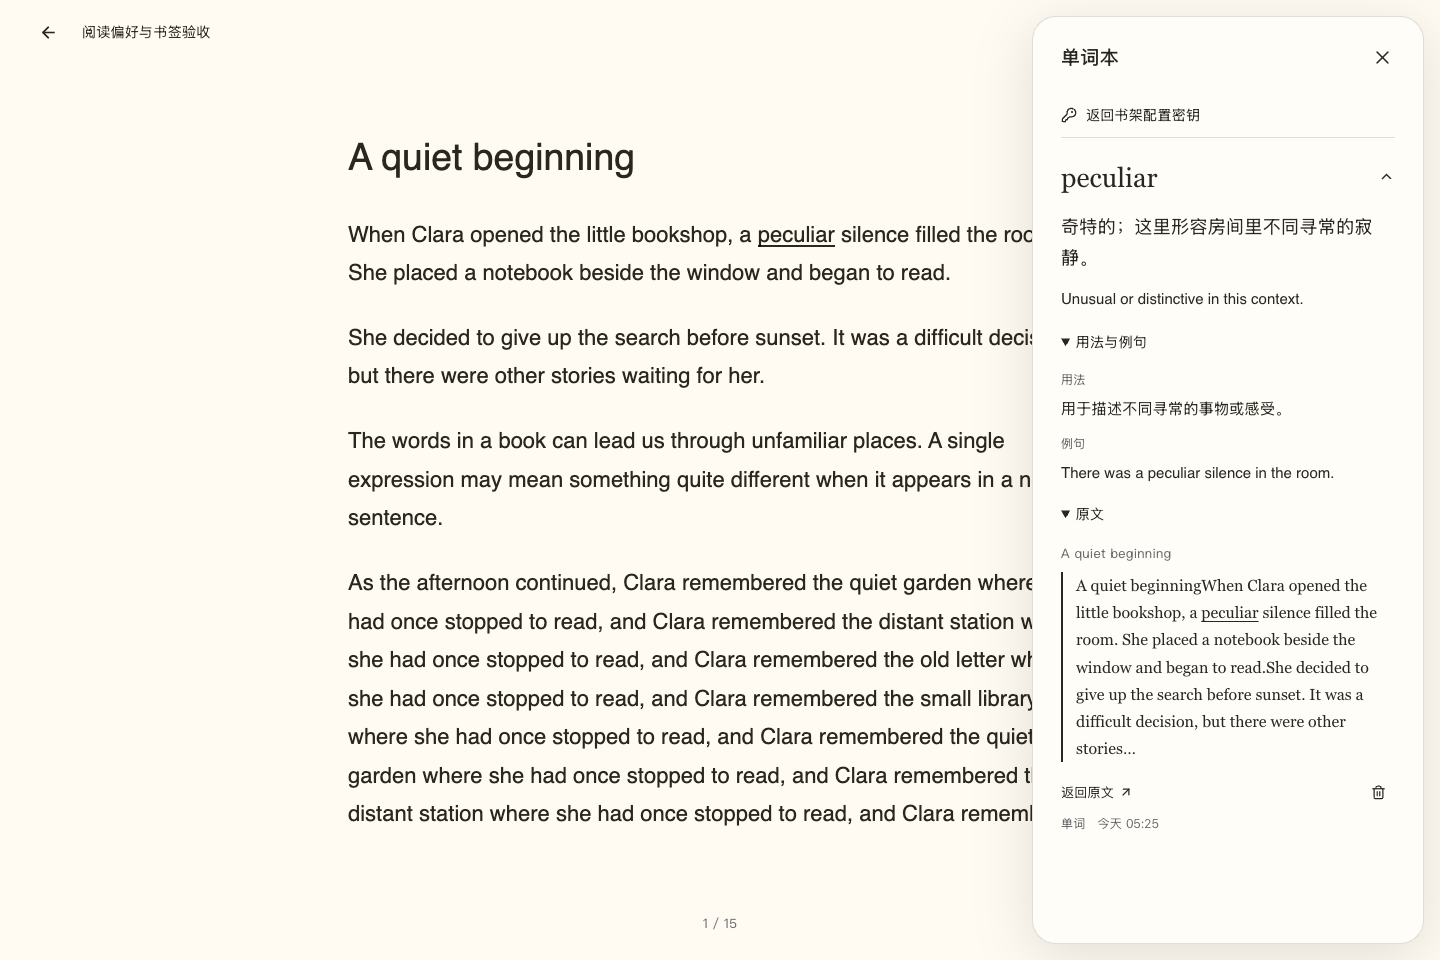 阅读偏好与书签验收
A quiet beginning
When Clara opened the little bookshop, a peculiar silence filled the
She placed a notebook beside the window and began to read.
She decided to give up the search before sunset. It was a difficult
but there were other stories waiting for her.
The words in a book can lead us through unfamiliar places. A single
expression may mean something quite different when it appears in a
sentence.
As the afternoon continued, Clara remembered the quiet garden where
had once stopped to read, and Clara remembered the distant station
she had once stopped to read, and Clara remembered the old letter
she had once stopped to read, and Clara remembered the small library
where she had once stopped to read, and Clara remembered the quiet
garden where she had once stopped to read, and Clara remembered
distant station where she had once stopped to read, and Clara
1 / 15
单词本
返回书架配置密钥
peculiar
奇特的；这里形容房间里不同寻常的寂
静。
Unusual or distinctive in this context.
用法与例句
用法
用于描述不同寻常的事物或感受。
例句
There was a peculiar silence in the room.
原文
A quiet beginning
A quiet beginningWhen Clara opened the
little bookshop, a peculiar silence filled the
room. She placed a notebook beside the
window and began to read.She decided to
give up the search before sunset. It was a
difficult decision, but there were other
stories...
返回原文
单词 今天 05:25